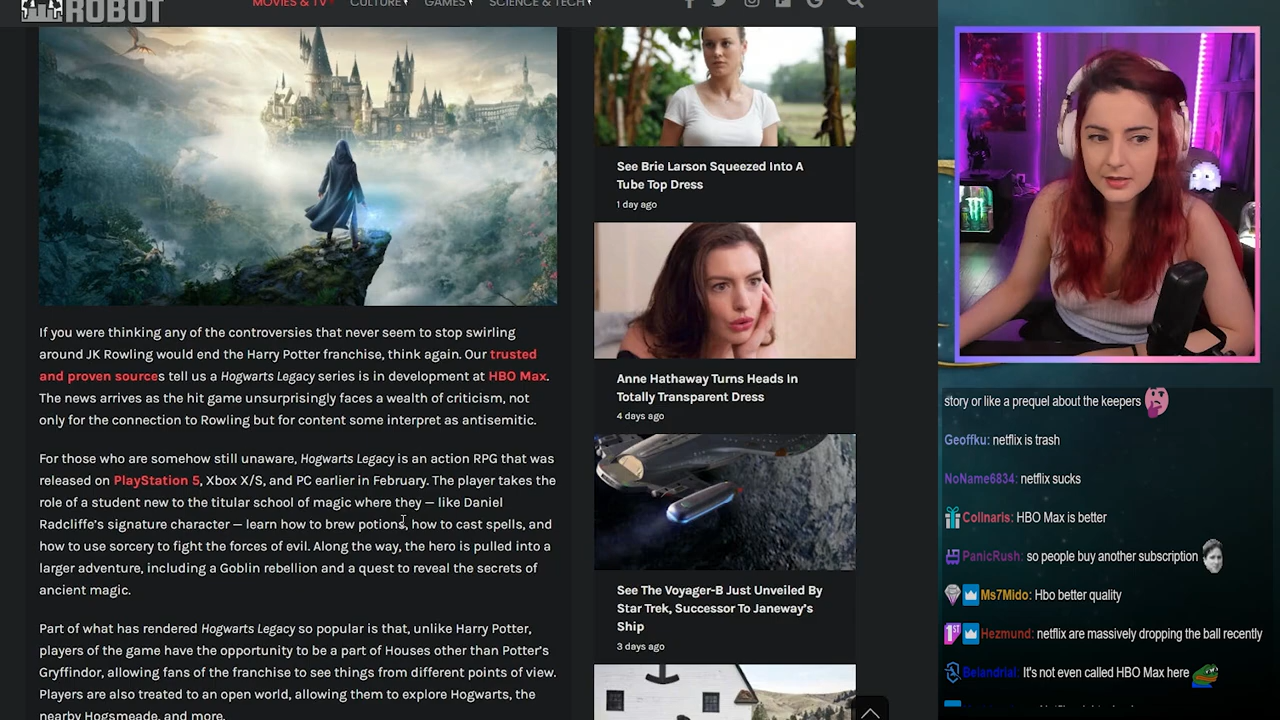 ROBOT
MOVIES & TV
CULTURE
GAMES
SCIENCE & TECH
If you were thinking any of the controversies that never seem to stop swirling
around JK Rowling would end the Harry Potter franchise, think again. Our trusted
and proven sources tell us a Hogwarts Legacy series is in development at HBO Max.
The news arrives as the hit game unsurprisingly faces a wealth of criticism, not
only for the connection to Rowling but for content some interpret as antisemitic.
For those who are somehow still unaware, Hogwarts Legacy is an action RPG that was
released on PlayStation 5, Xbox X/S, and PC earlier in February. The player takes the
role of a student new to the titular school of magic where they — like Daniel
Radcliffe's signature character — learn how to brew potions, how to cast spells, and
how to use sorcery to fight the forces of evil. Along the way, the hero is pulled into a
larger adventure, including a Goblin rebellion and a quest to reveal the secrets of
ancient magic.
Part of what has rendered Hogwarts Legacy so popular is that, unlike Harry Potter,
players of the game have the opportunity to be a part of Houses other than Potter's
Gryffindor, allowing fans of the franchise to see things from different points of view.
Players are also treated to an open world, allowing them to explore Hogwarts, the
nearby Hogsmeade, and more.
See Brie Larson Squeezed Into A
Tube Top Dress
1 day ago
Anne Hathaway Turns Heads In
Totally Transparent Dress
4 days ago
See The Voyager-B Just Unveiled By
Star Trek, Successor To Janeway's
Ship
3 days ago
story or like a prequel about the keepers
Geoffku: netflix is trash
NoName6834: netflix sucks
Collnaris: HBO Max is better
PanicRush: so people buy another subscription
Ms7Mido: Hbo better quality
1ST Hezmund: netflix are massively dropping the ball recently
Belandrial: It's not even called HBO Max here